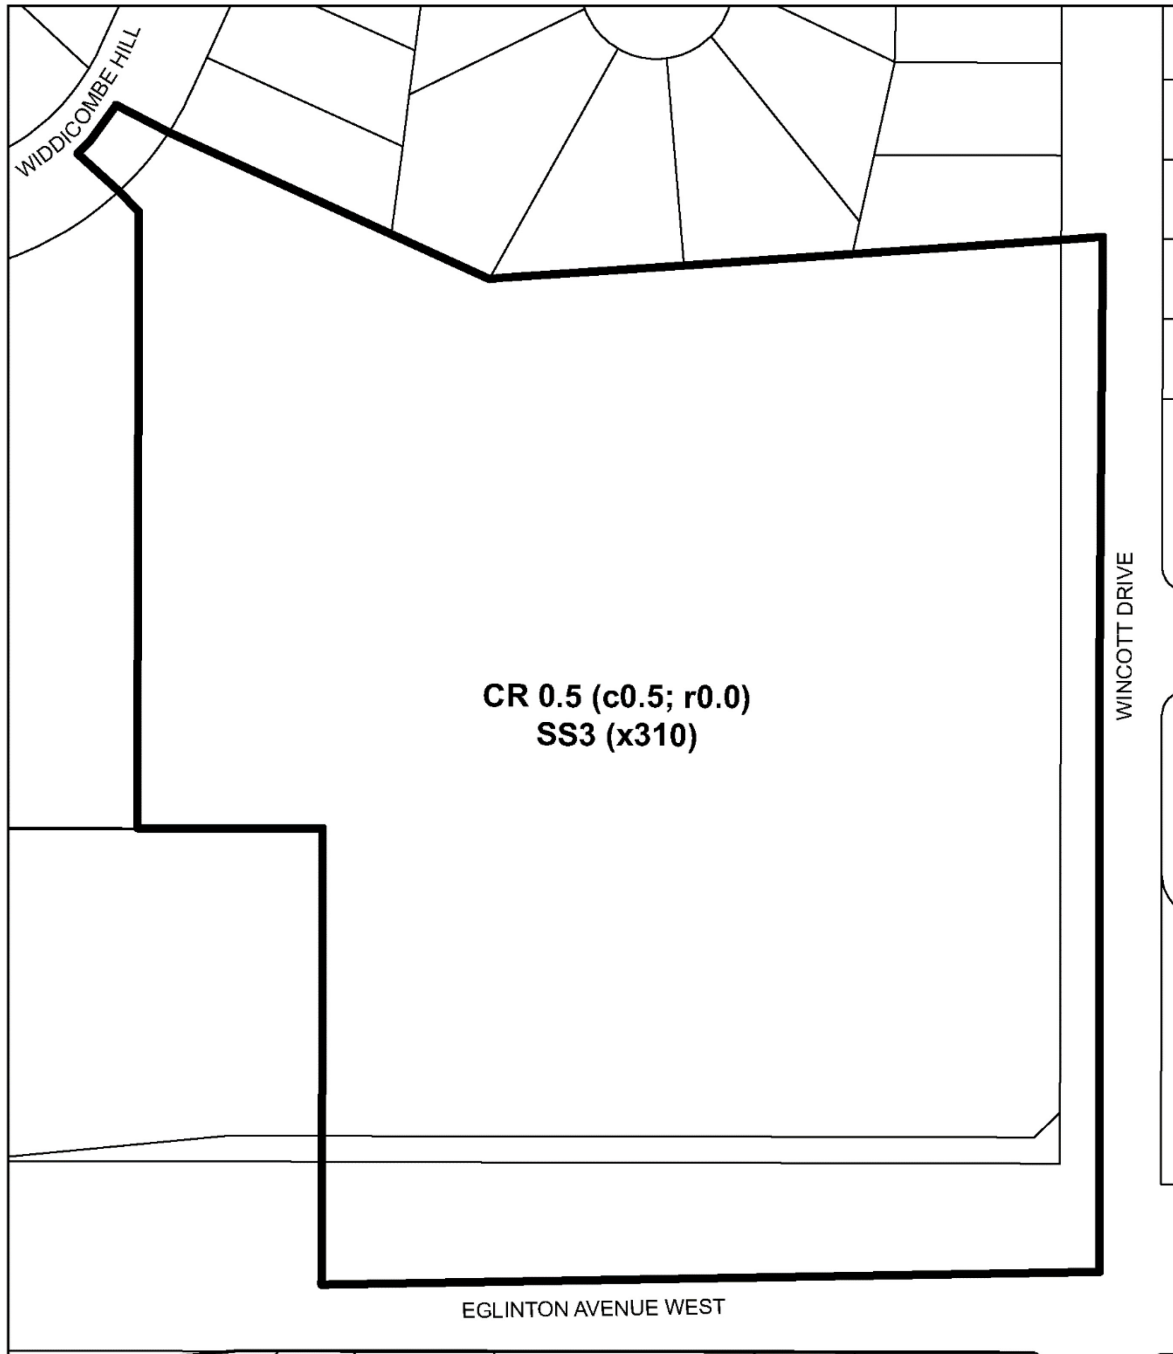 WIDDICOMBE HILL
CR 0.5 (c0.5; r0.0)
SS3 (x310)
WINCOTT DRIVE
EGLINTON AVENUE WEST